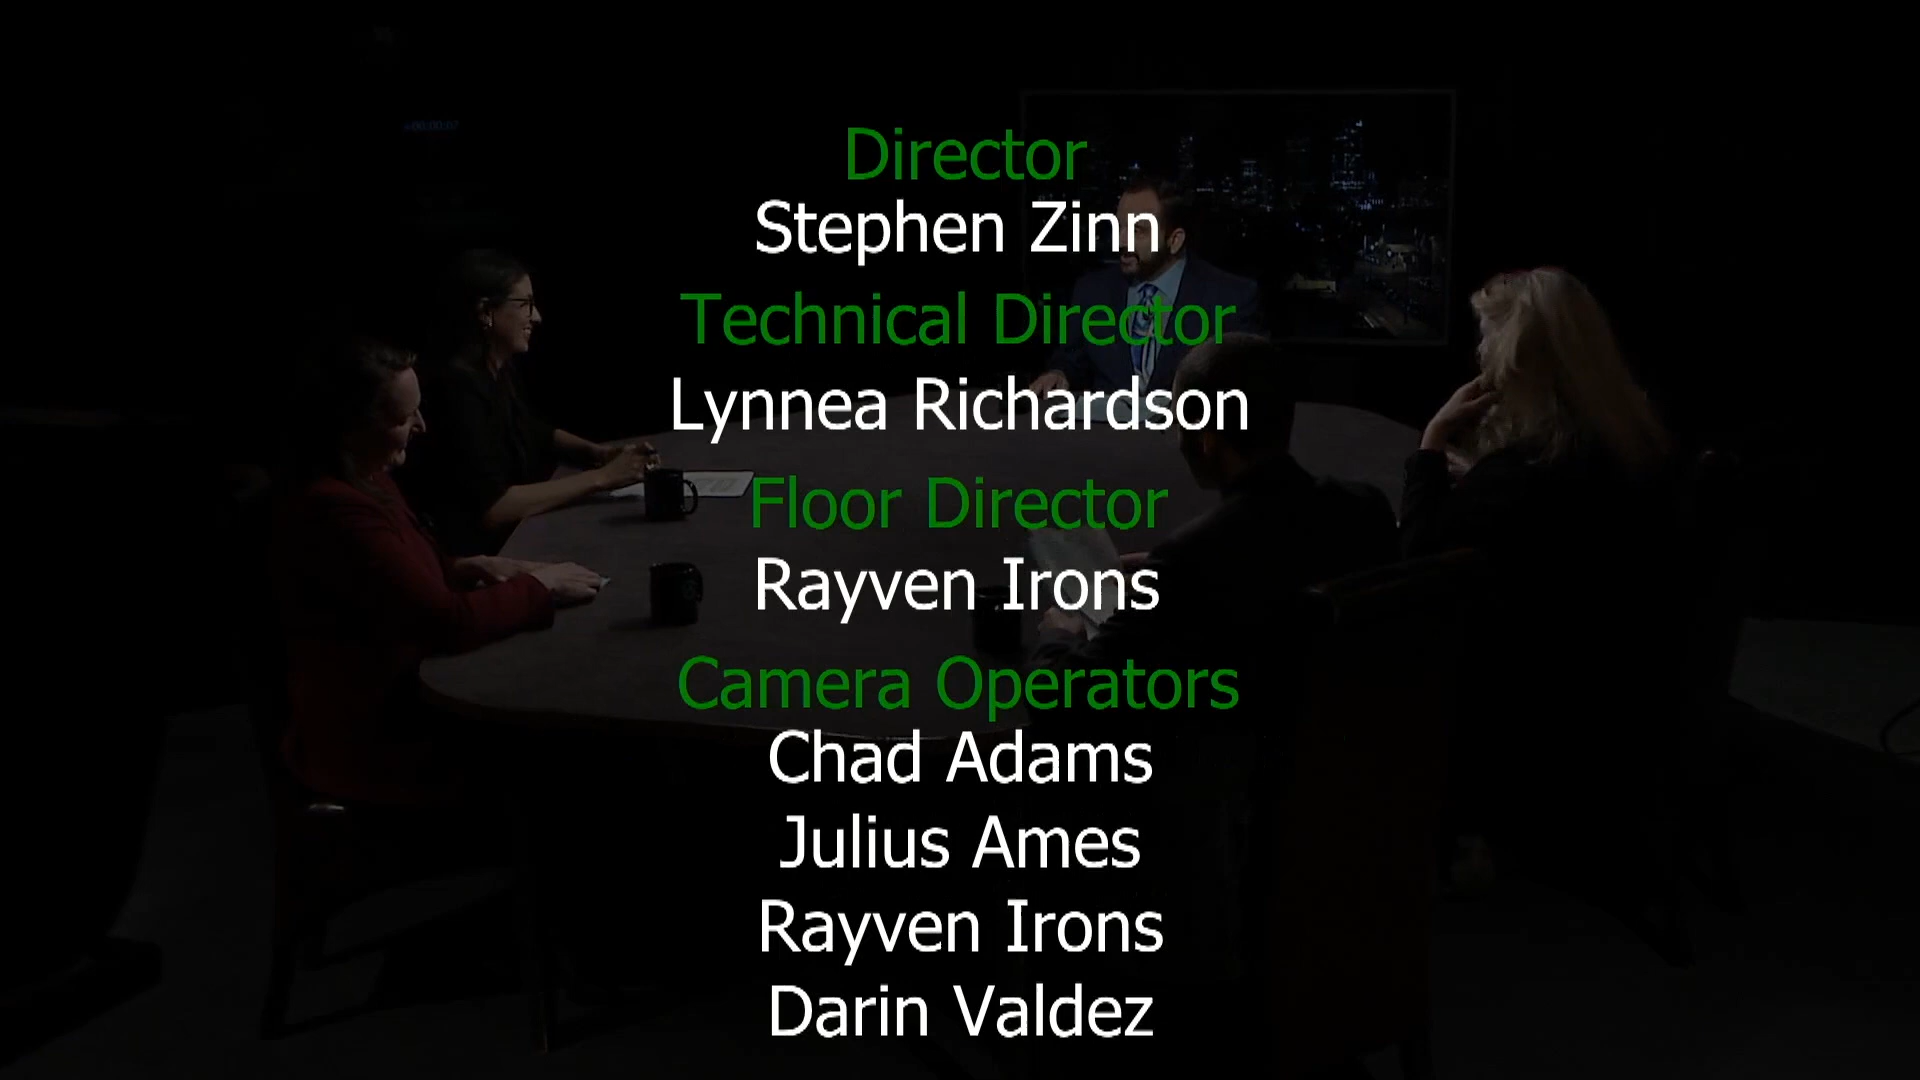 Director
Stephen Zinn
Technical Director
Lynnea Richardson
Floor Director
Rayven Irons
Camera Operators
Chad Adams
Julius Ames
Rayven Irons
Darin Valdez